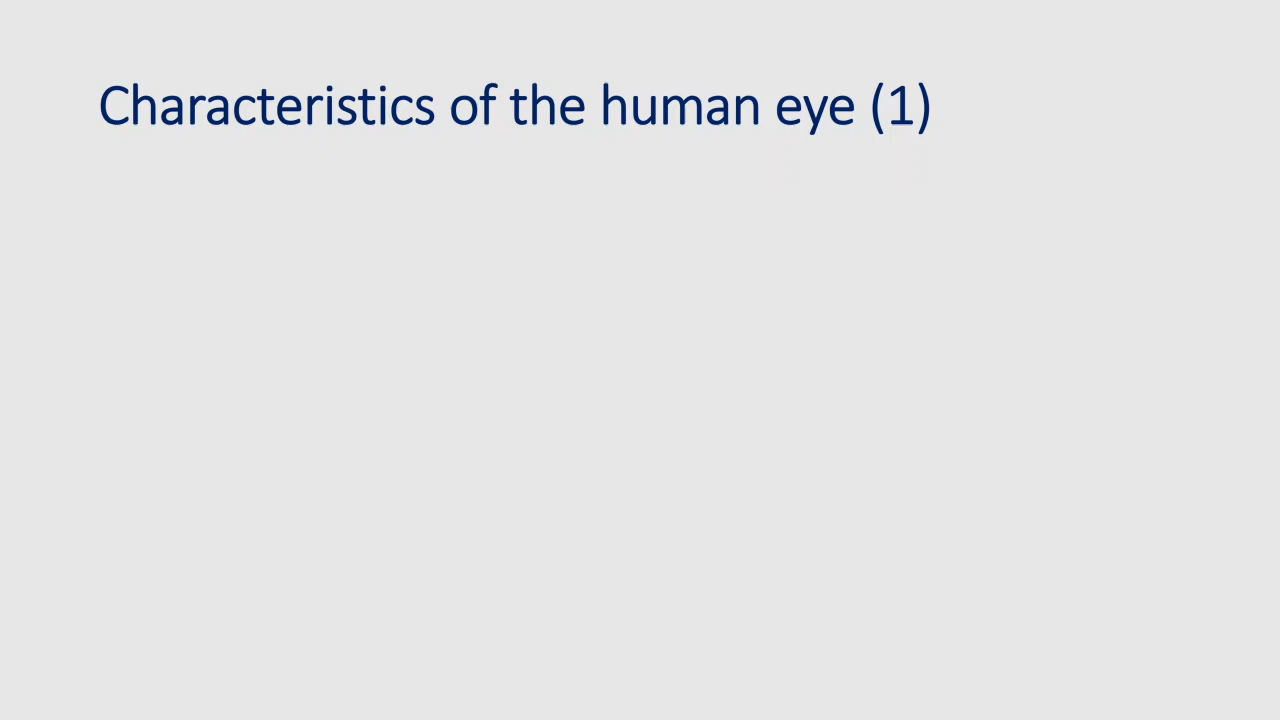 Characteristics of the human eye (1)